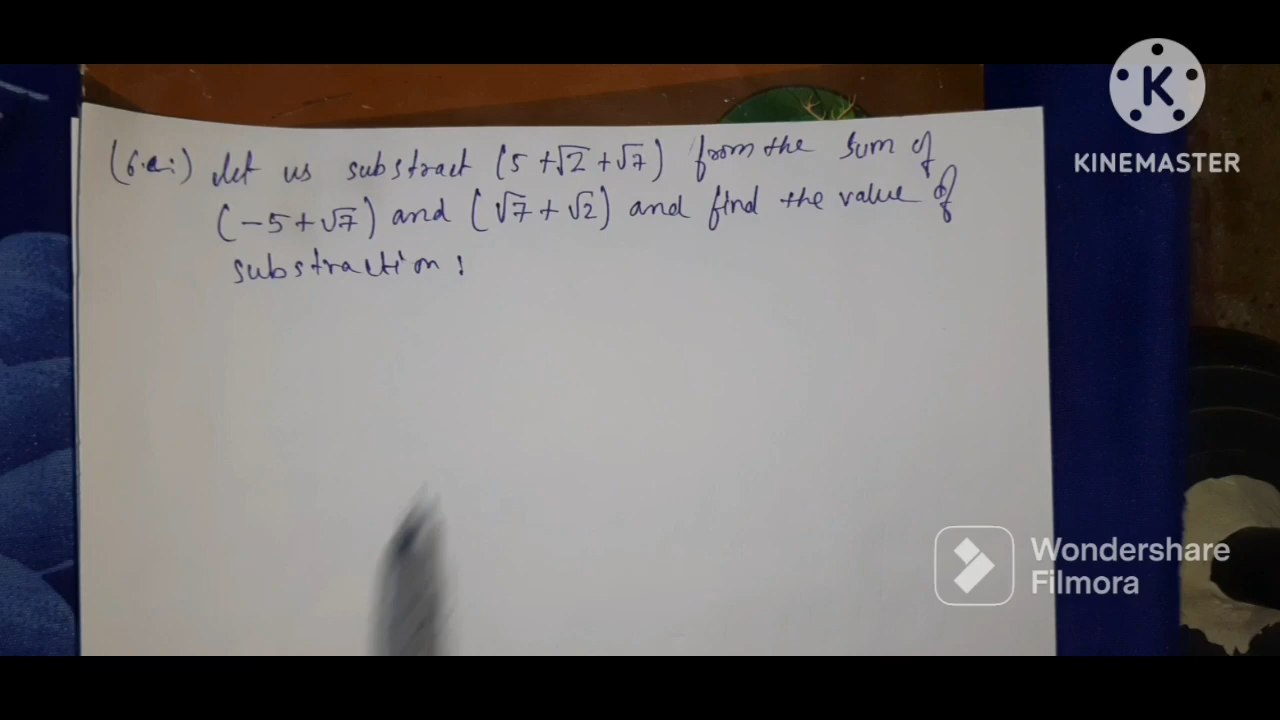 (6.a:) let us substract (5 + √2 + √7) from the sum of
(-5 + √7) and (√7 + √2) and find the value of
substraction :
K
KINEMASTER
Wondershare
Filmora